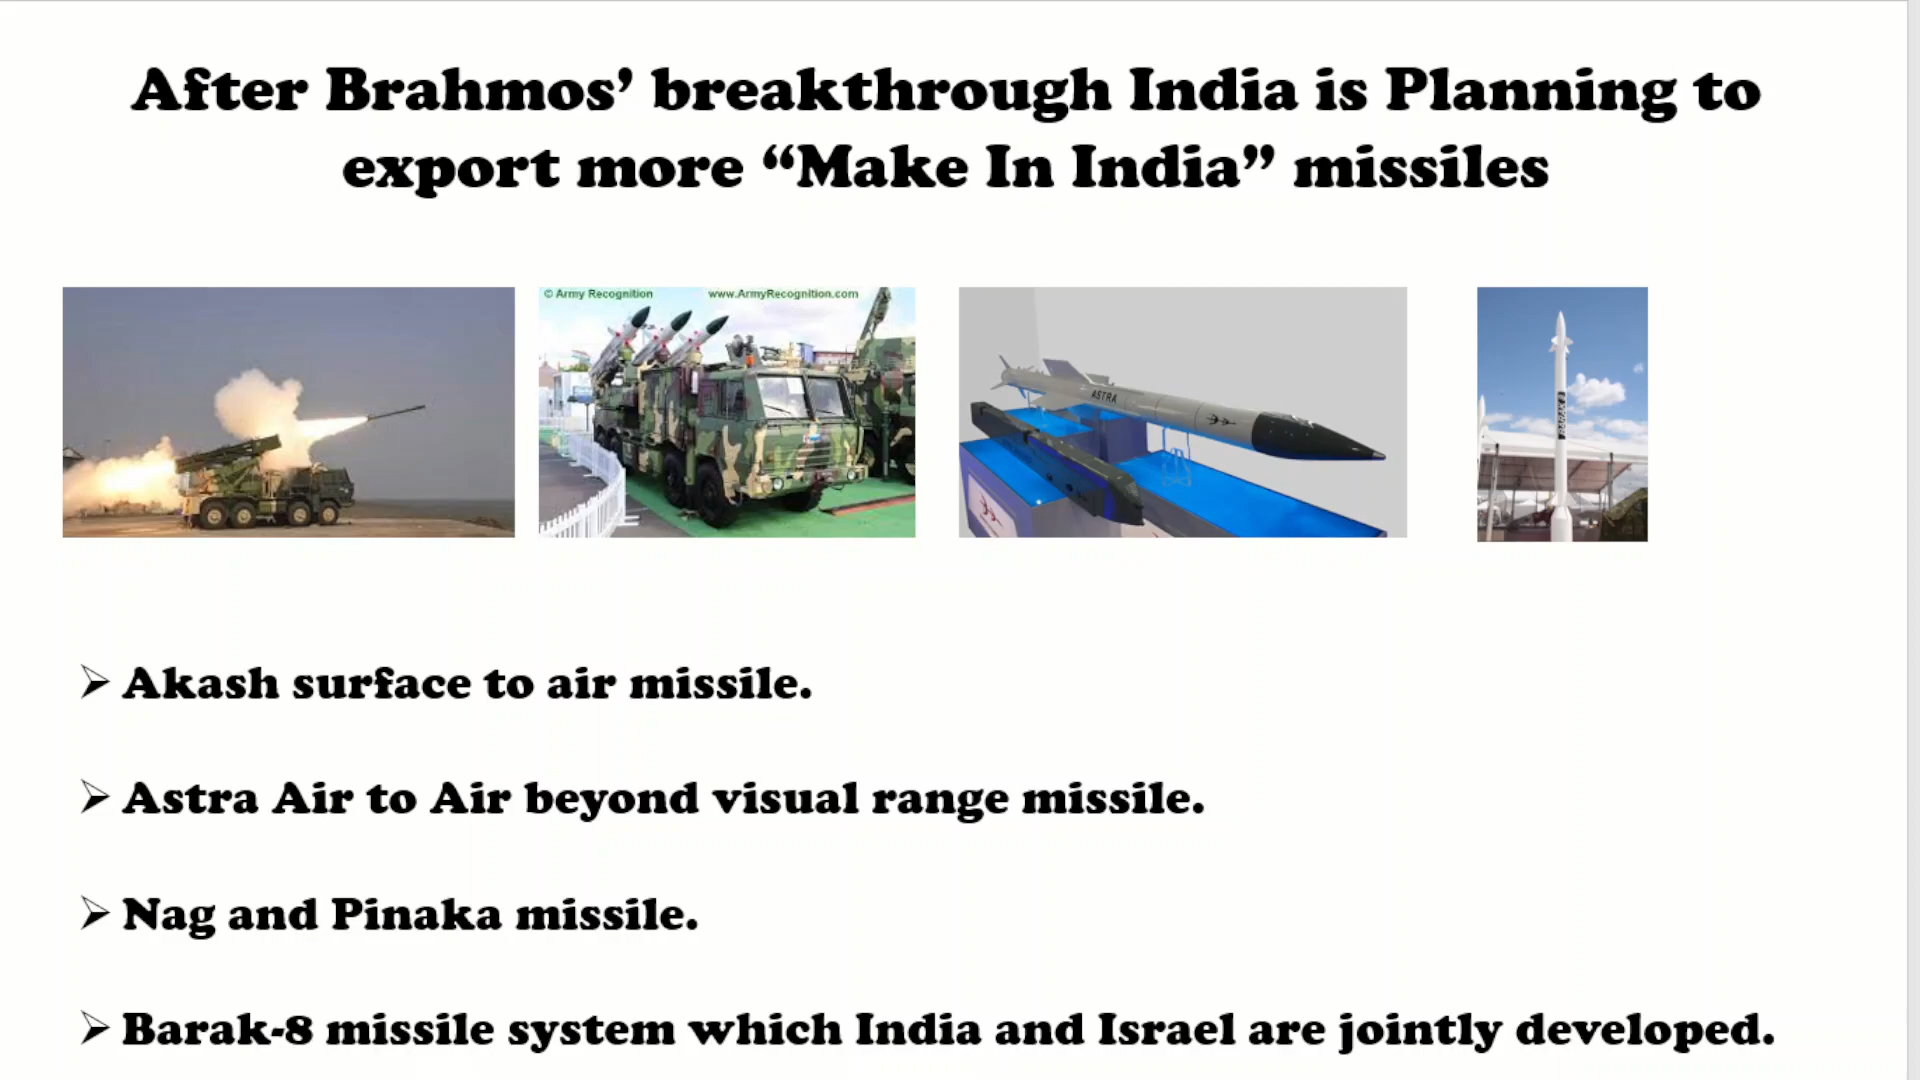 After Brahmos’ breakthrough India is Planning to
export more “Make In India” missiles
© Army Recognition www.ArmyRecognition.com
ASTRA
BARAK 8
➢ Akash surface to air missile.
➢ Astra Air to Air beyond visual range missile.
➢ Nag and Pinaka missile.
➢ Barak-8 missile system which India and Israel are jointly developed.